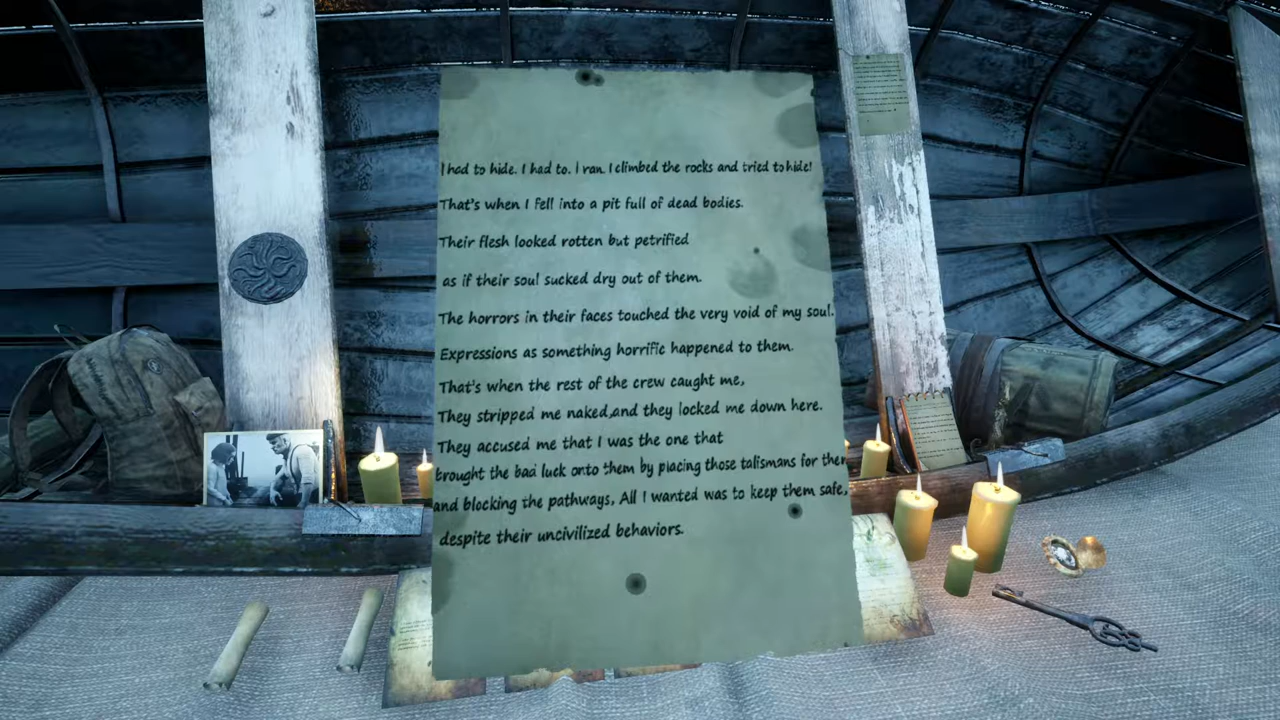 I had to hide. I had to. I ran. I climbed the rocks and tried to hide!
That's when I fell into a pit full of dead bodies.
Their flesh looked rotten but petrified
as if their soul sucked dry out of them.
The horrors in their faces touched the very void of my soul.
Expressions as something horrific happened to them.
That's when the rest of the crew caught me,
They stripped me naked,and they locked me down here.
They accused me that I was the one that
brought the bad luck onto them by placing those talismans for them
and blocking the pathways, All I wanted was to keep them safe,
despite their uncivilized behaviors.